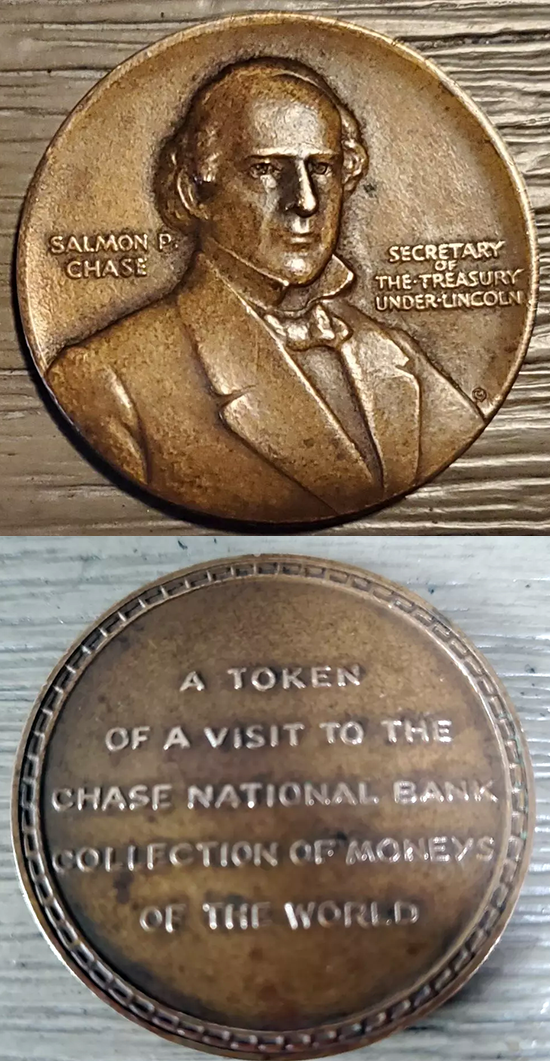 SALMON P.
CHASE
SECRETARY
OF
THE·TREASURY
UNDER·LINCOLN
©
A TOKEN
OF A VISIT TO THE
CHASE NATIONAL BANK
COLLECTION OF MONEYS
OF THE WORLD